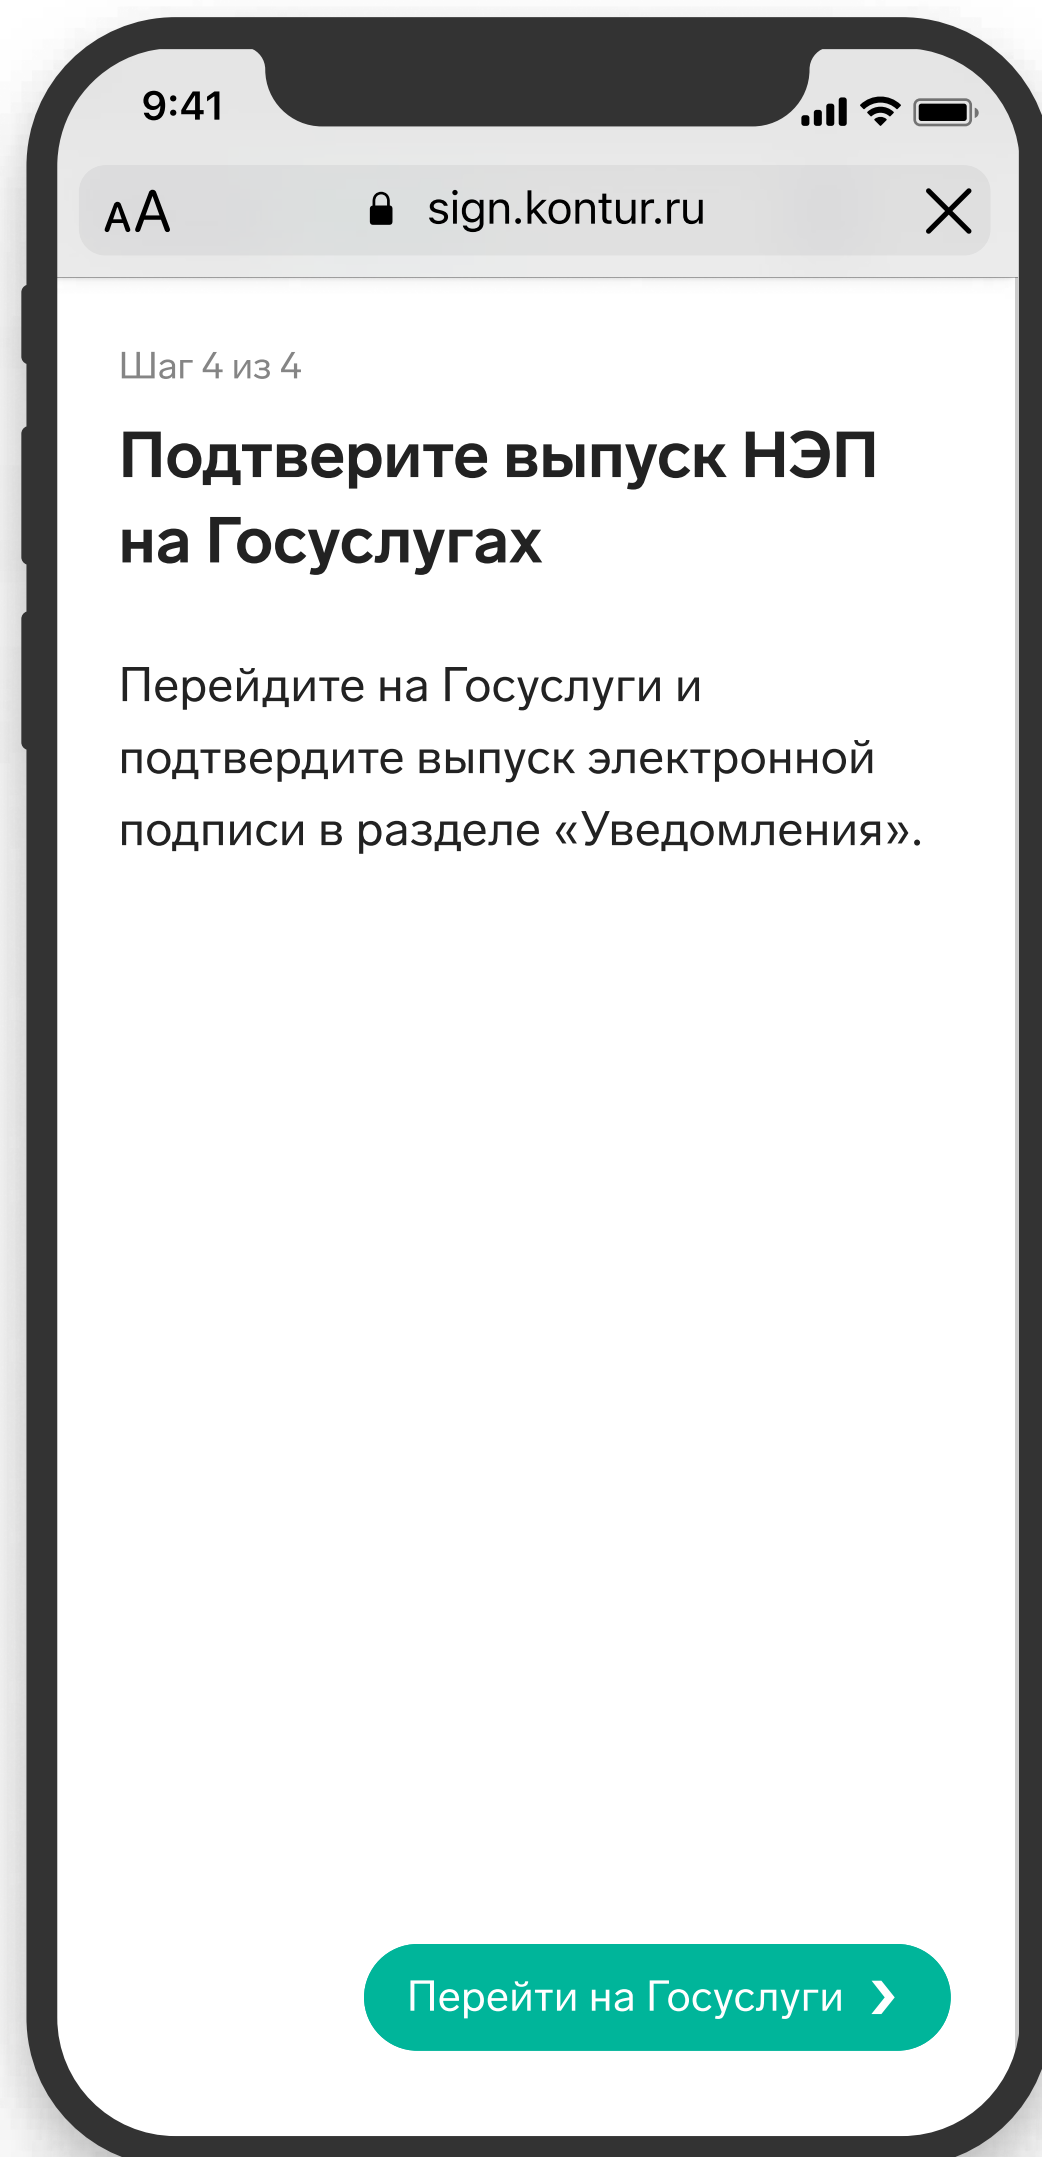 9:41
AA sign.kontur.ru
Шаг 4 из 4
Подтверите выпуск НЭП
на Госуслугах
Перейдите на Госуслуги и
подтвердите выпуск электронной
подписи в разделе «Уведомления».
Перейти на Госуслуги